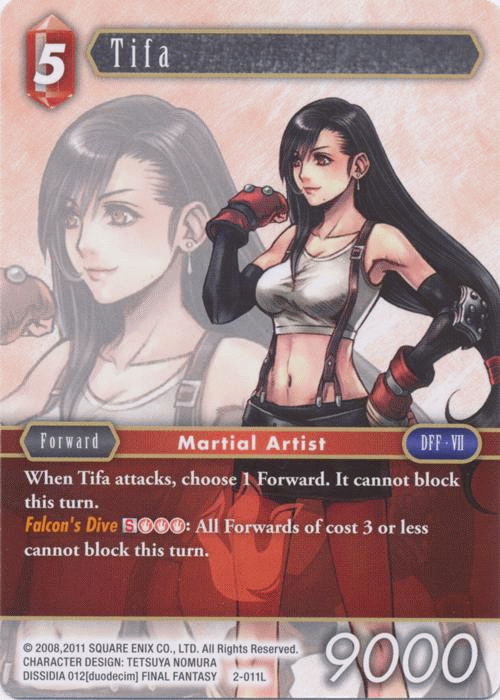 5
Tifa
Forward
Martial Artist
DFF · VII
When Tifa attacks, choose 1 Forward. It cannot block
this turn.
Falcon's Dive S: All Forwards of cost 3 or less
cannot block this turn.
© 2008,2011 SQUARE ENIX CO., LTD. All Rights Reserved.
CHARACTER DESIGN: TETSUYA NOMURA
DISSIDIA 012[duodecim] FINAL FANTASY
2-011L
9000